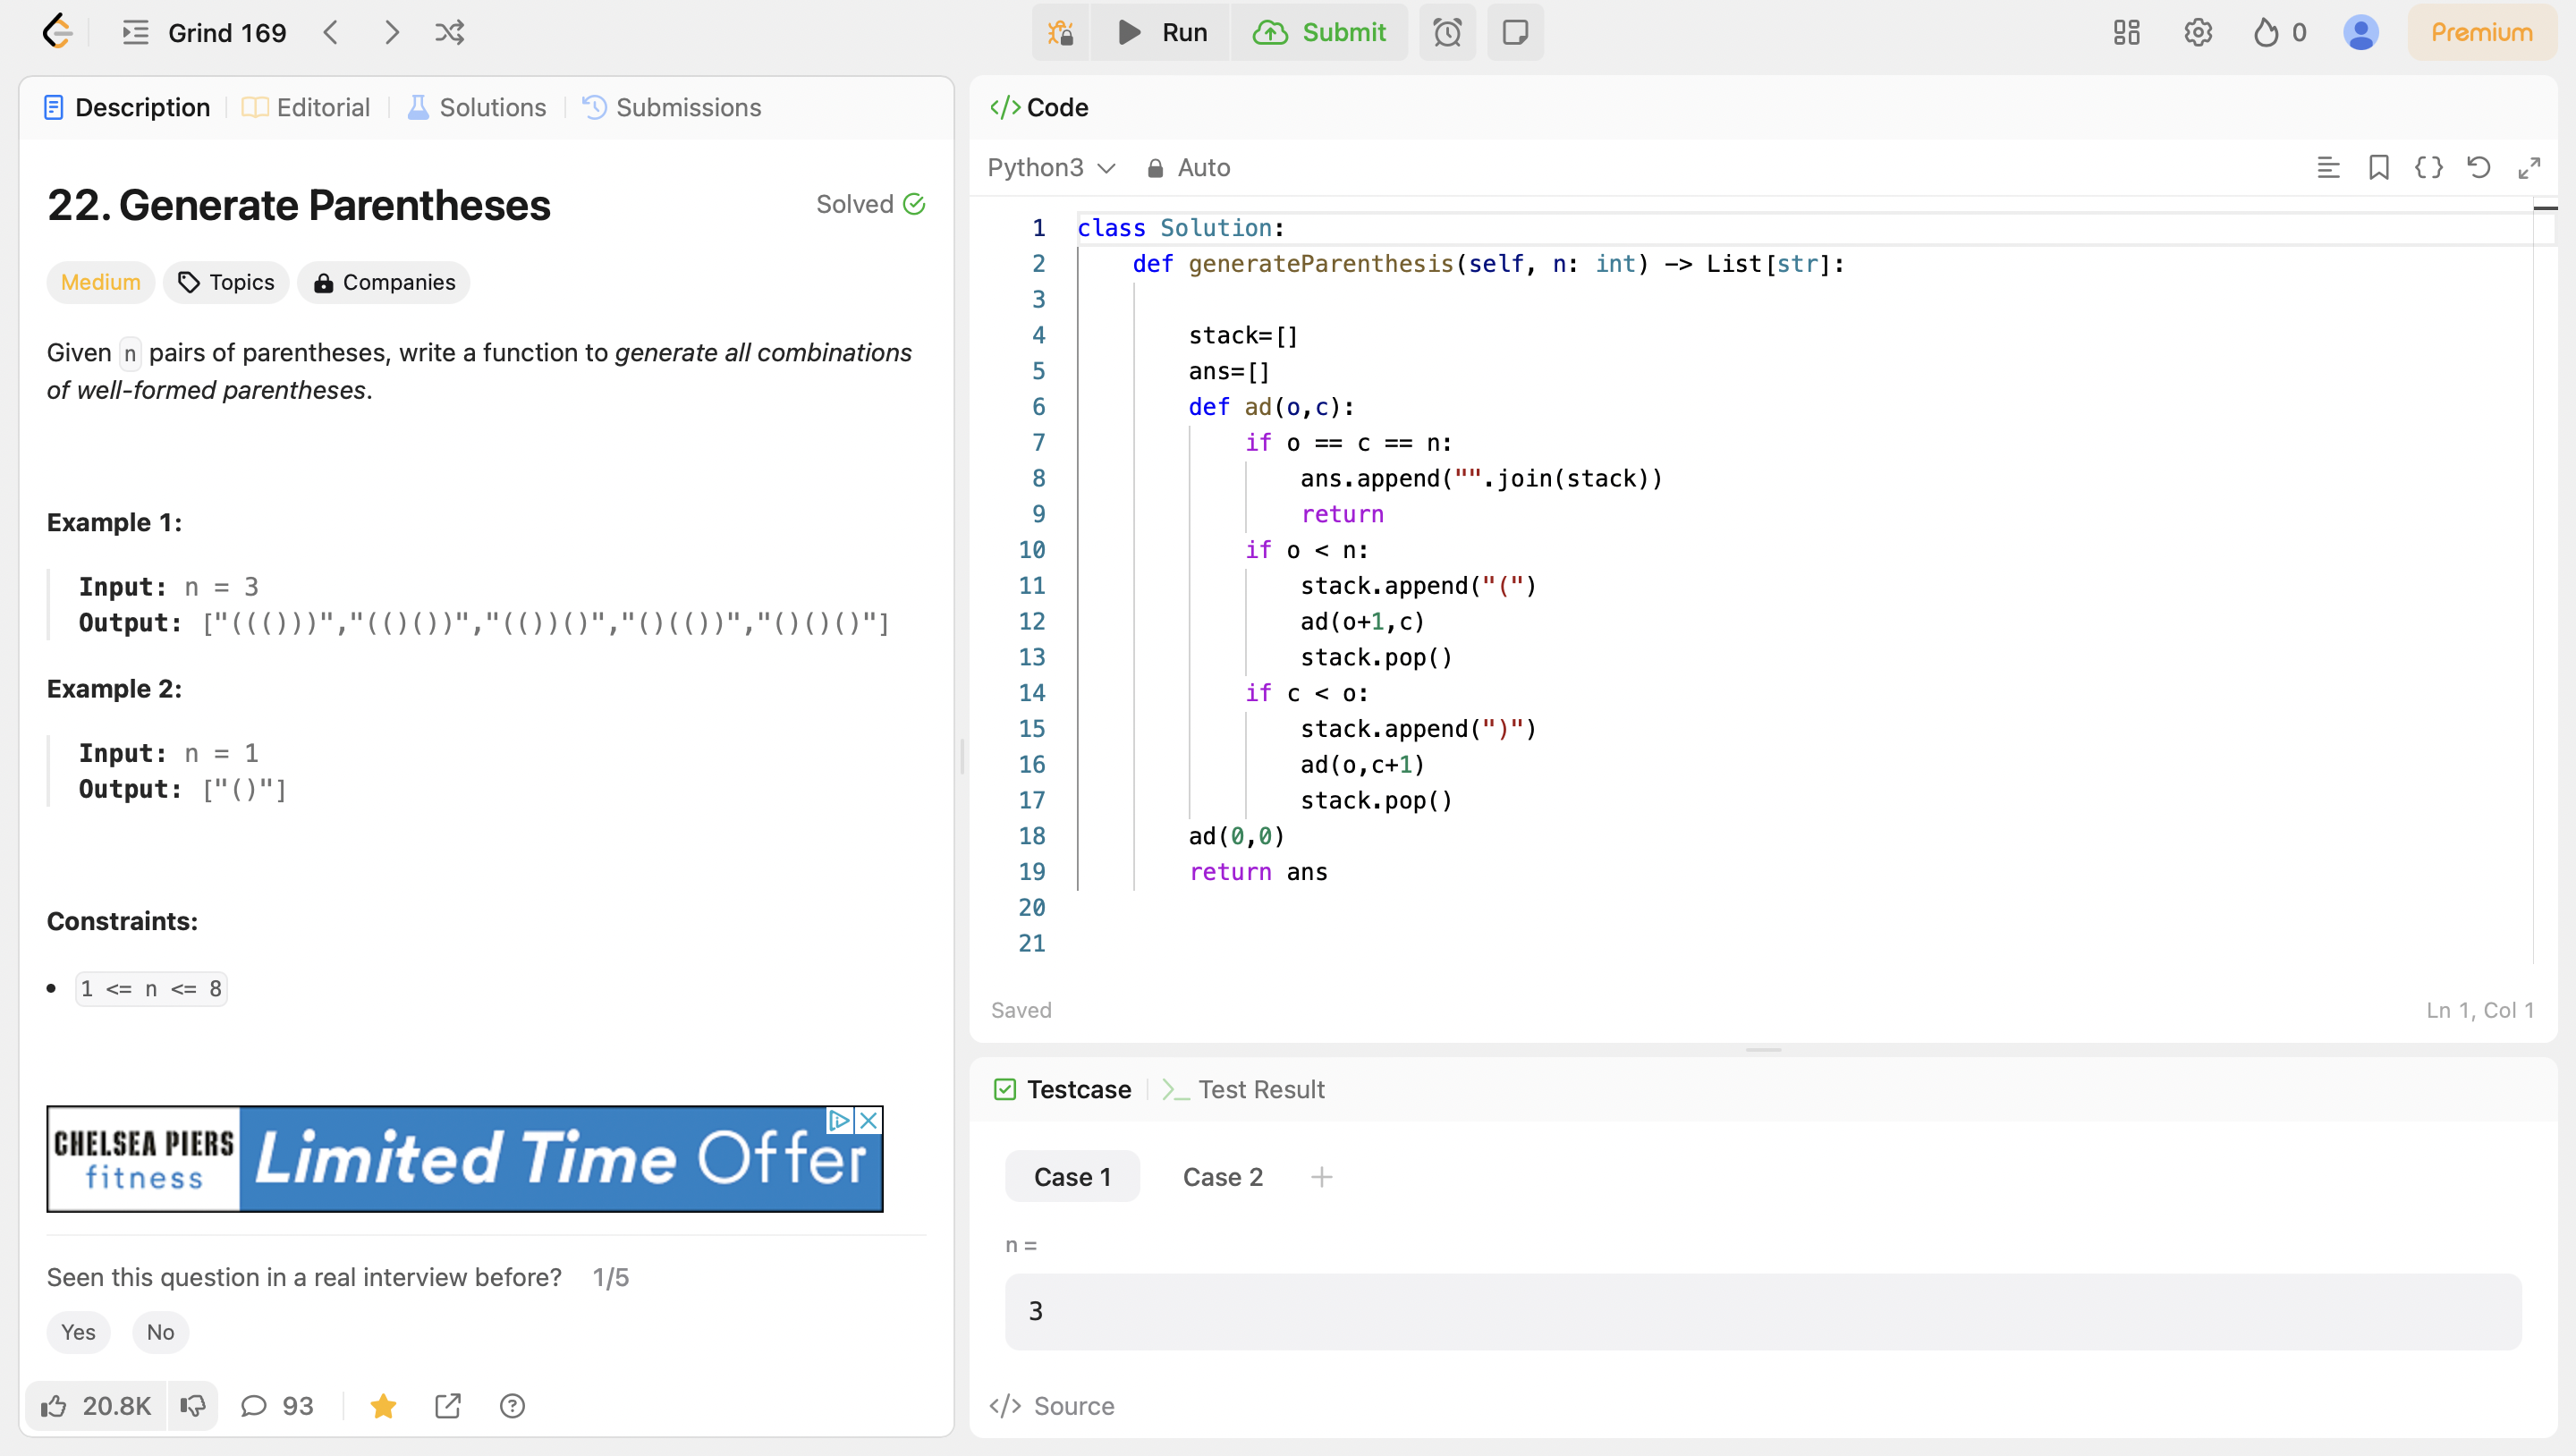 Grind 169
Run
Submit
0
Premium
Description
Editorial
Solutions
Submissions
22. Generate Parentheses
Solved
Medium
Topics
Companies
Given n pairs of parentheses, write a function to generate all combinations
of well-formed parentheses.
Example 1:
Input: n = 3
Output: ["((()))","(()())","(())()","()(())","()()()"]
Example 2:
Input: n = 1
Output: ["()"]
Constraints:
• 1 <= n <= 8
CHELSEA PIERS
fitness
Limited Time Offer
Seen this question in a real interview before? 1/5
Yes
No
20.8K
93
</> Code
Python3
Auto
1 class Solution:
2     def generateParenthesis(self, n: int) -> List[str]:
3
4         stack=[]
5         ans=[]
6         def ad(o,c):
7             if o == c == n:
8                 ans.append("".join(stack))
9                 return
10             if o < n:
11                 stack.append("(")
12                 ad(o+1,c)
13                 stack.pop()
14             if c < o:
15                 stack.append(")")
16                 ad(o,c+1)
17                 stack.pop()
18         ad(0,0)
19         return ans
20
21
Saved
Ln 1, Col 1
Testcase
>_ Test Result
Case 1
Case 2
+
n =
3
</> Source